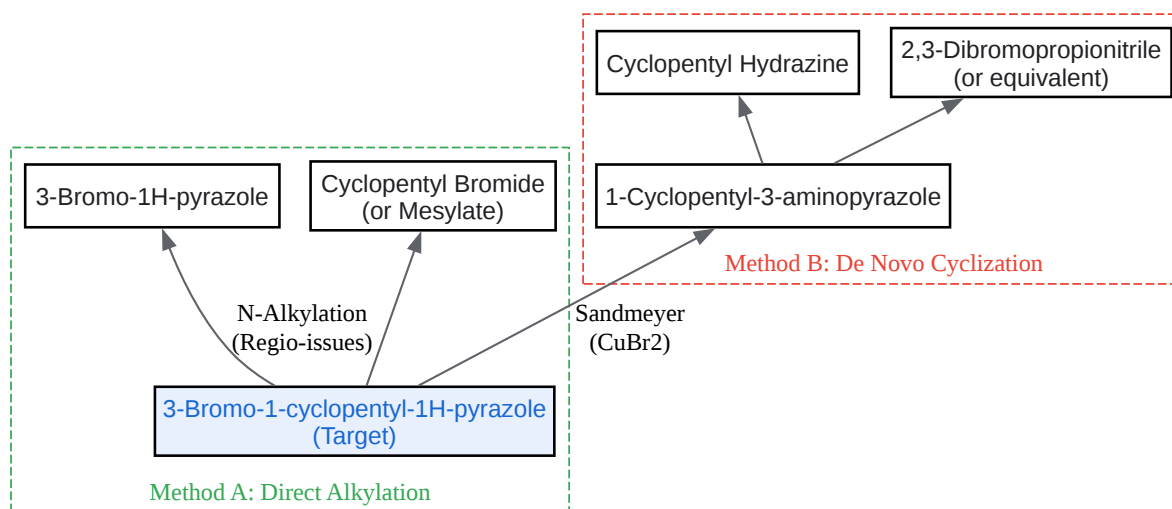 Cyclopentyl Hydrazine
2,3-Dibromopropionitrile
(or equivalent)
3-Bromo-1H-pyrazole
Cyclopentyl Bromide
(or Mesylate)
1-Cyclopentyl-3-aminopyrazole
Method B: De Novo Cyclization
N-Alkylation
(Regio-issues)
Sandmeyer
(CuBr2)
3-Bromo-1-cyclopentyl-1H-pyrazole
(Target)
Method A: Direct Alkylation